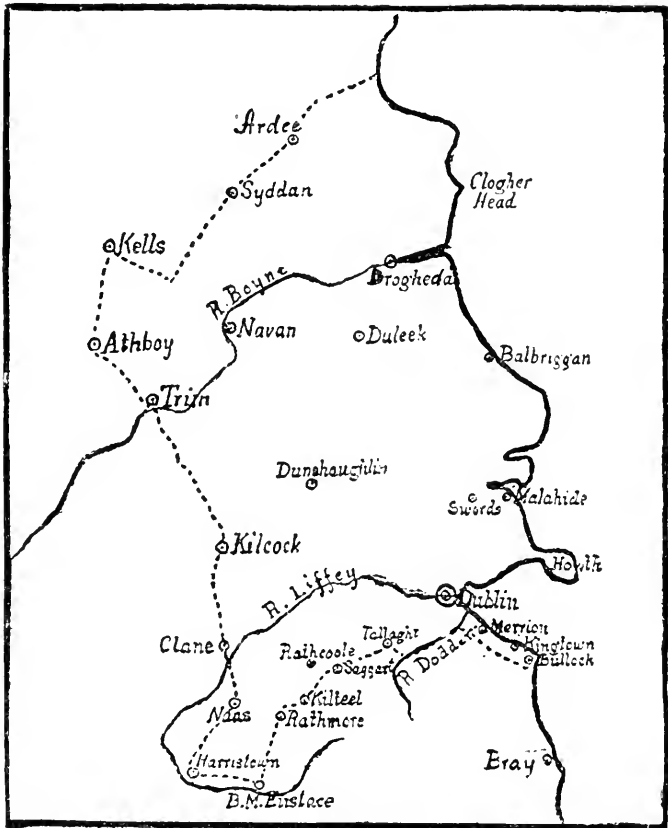 Ardee
Clogher
Head
Syddan
Kells
R. Boyne
Drogheda
Navan
Duleek
Athboy
Balbriggan
Trim
Dunshaughlin
Swords
Malahide
Kilcock
Howth
R. Liffey
Dublin
Clane
Tallaght
Merrion
Rathcoole
Saggart
R Dodder
Kingtown
Bullock
Naas
Kilteel
Rathmore
Harristown
Bray
B.M. Eustace